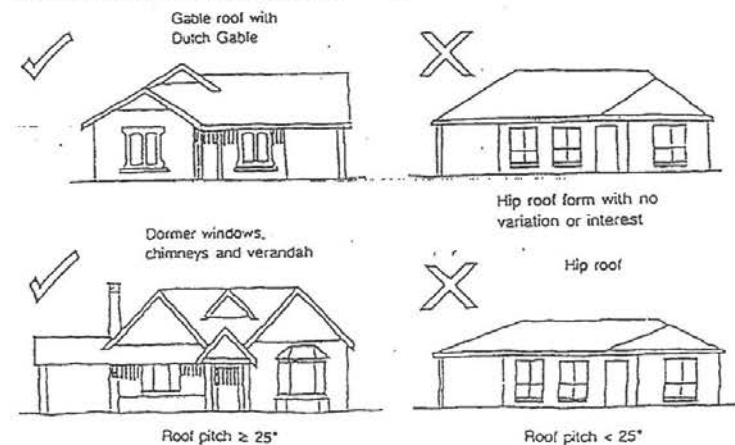 Gable roof with
Dutch Gable
Hip roof form with no
variation or interest
Dormer windows,
chimneys and verandah
Hip roof
Roof pitch ≥ 25°
Roof pitch < 25°